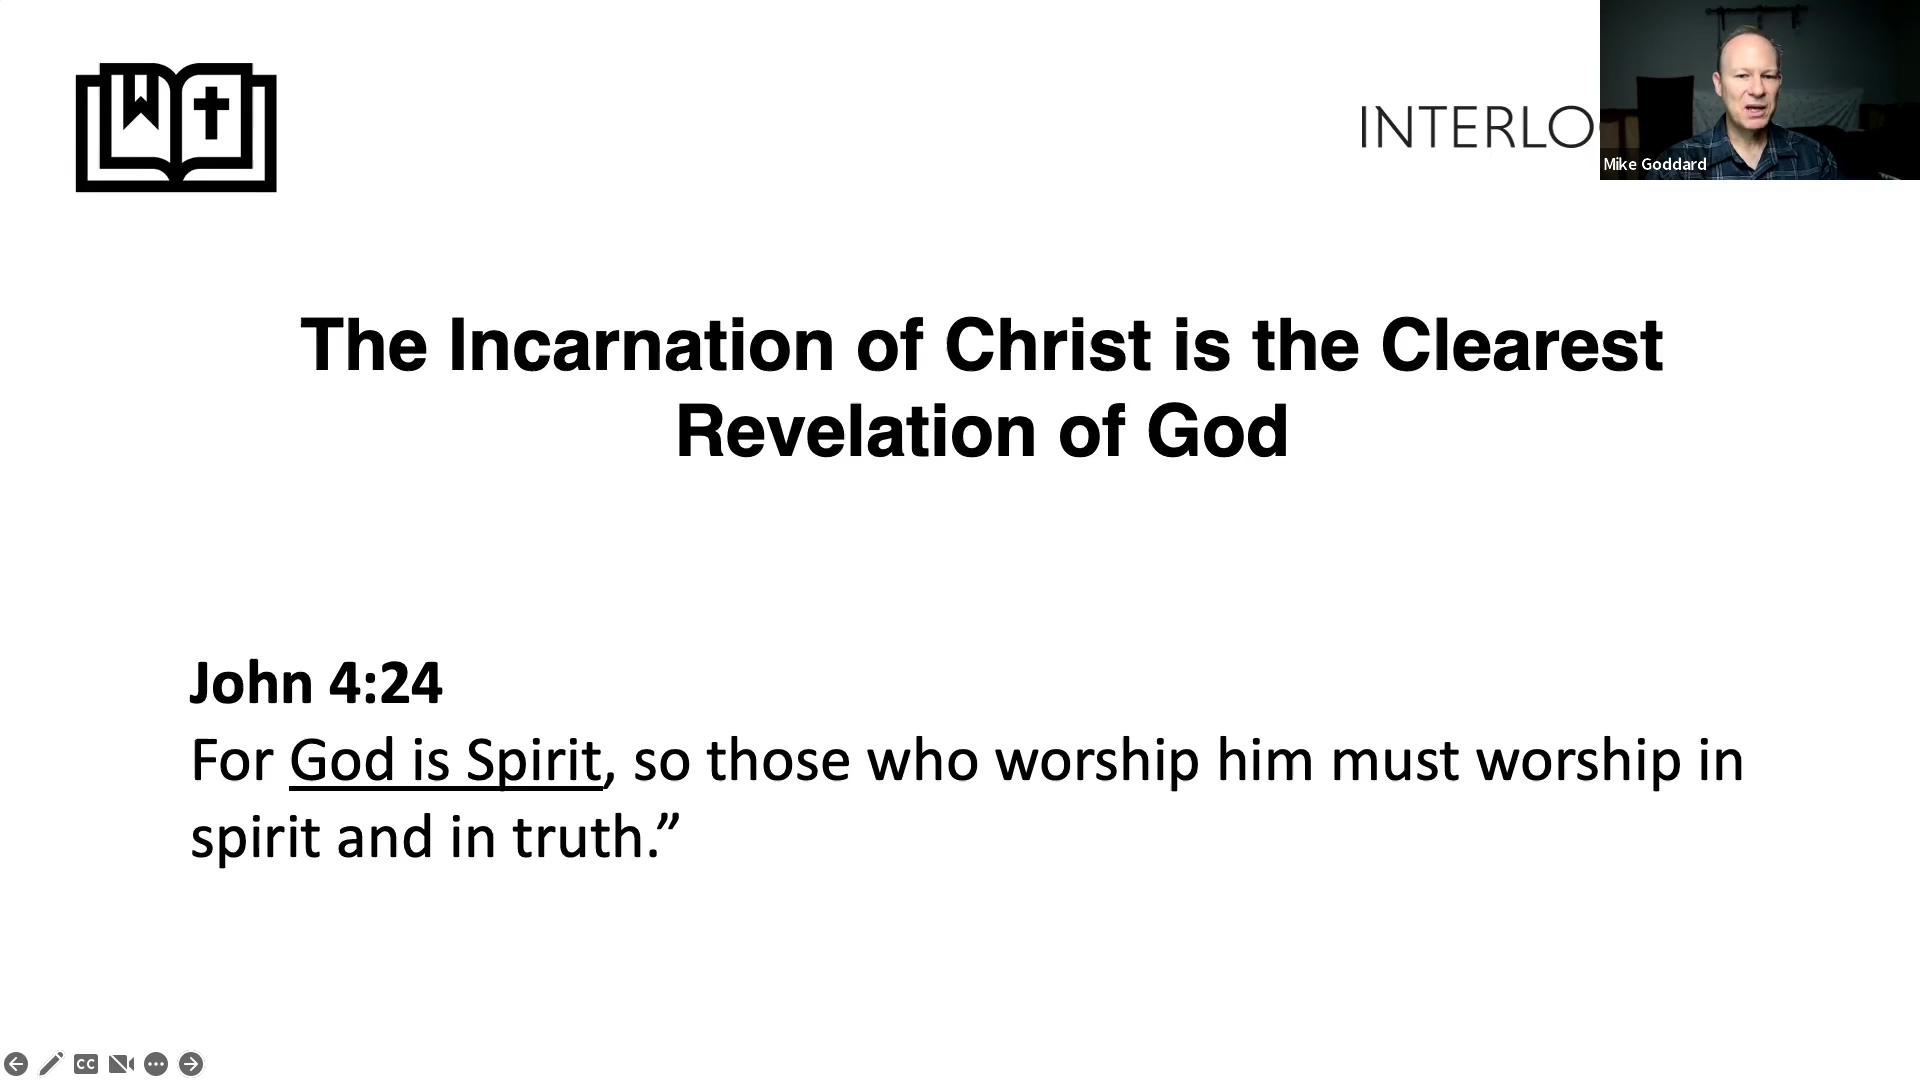 INTERLO
Mike Goddard
The Incarnation of Christ is the Clearest
Revelation of God
John 4:24
For God is Spirit, so those who worship him must worship in
spirit and in truth.”
CC